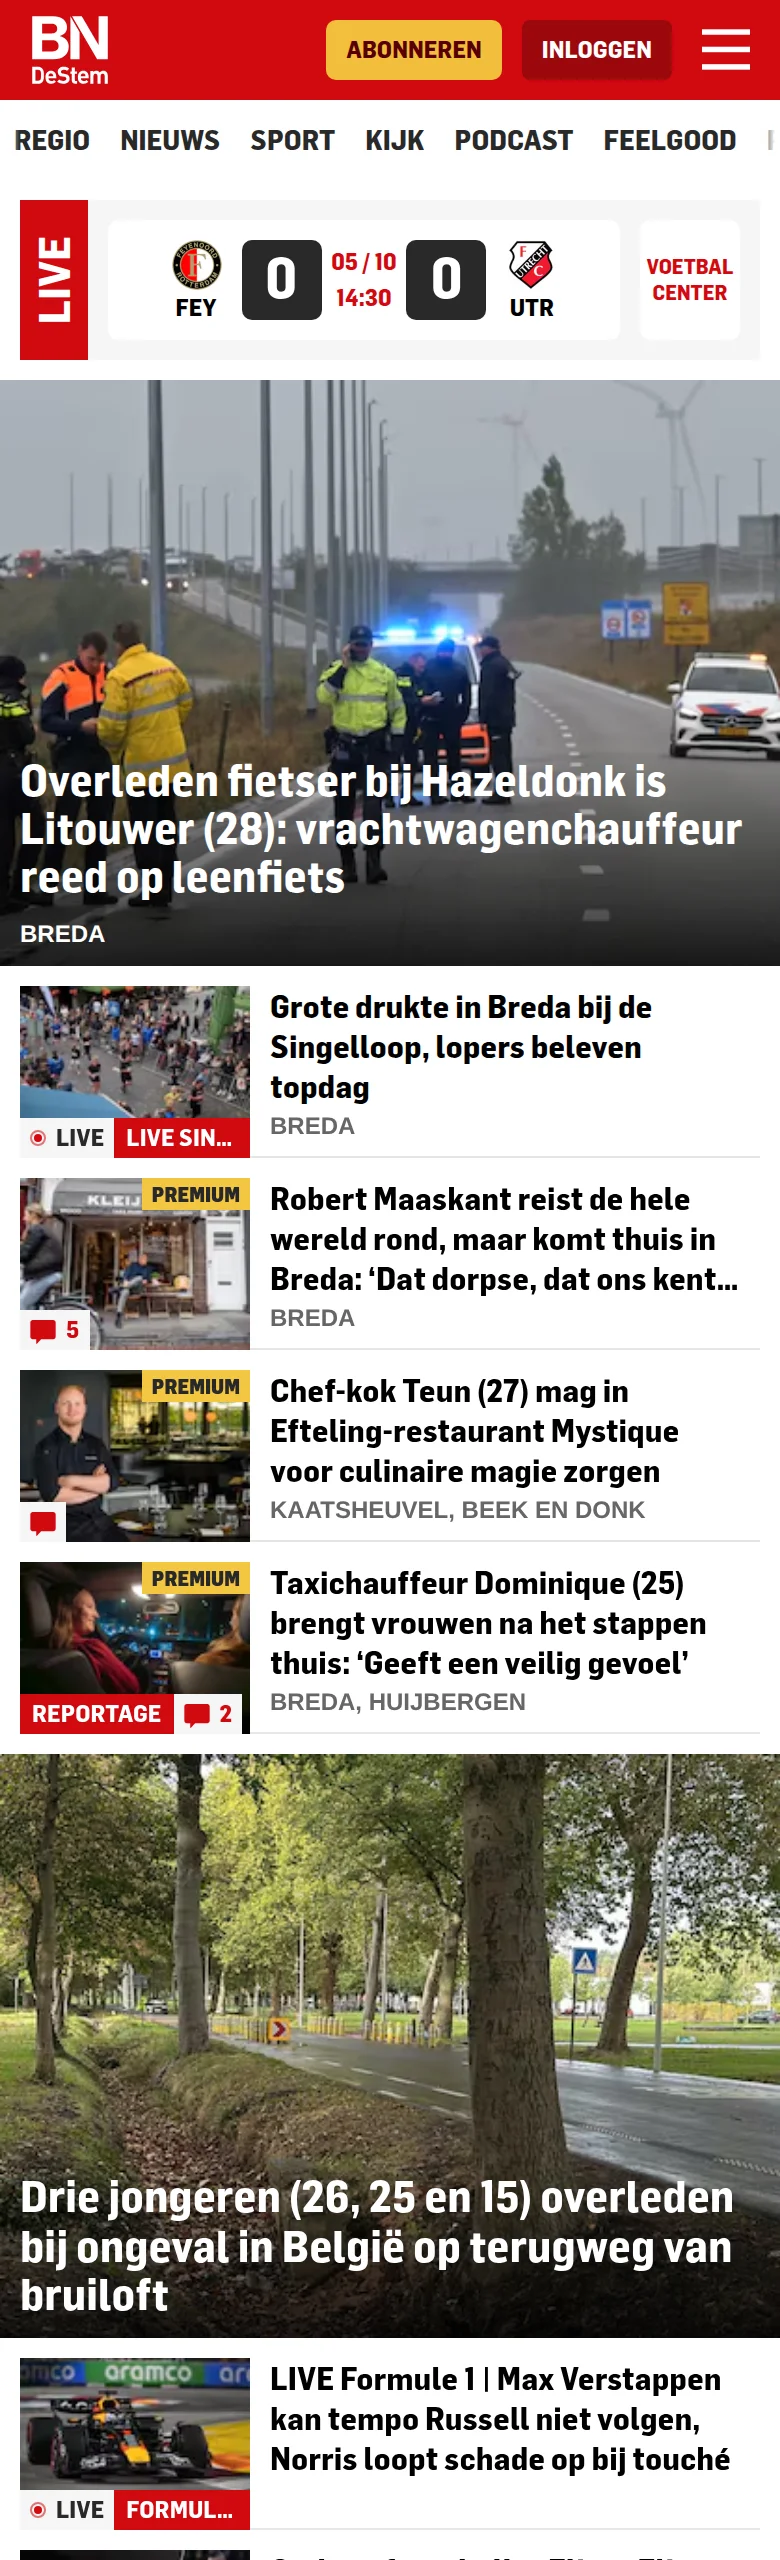 BN
DeStem
ABONNEREN
INLOGGEN
REGIO NIEUWS SPORT KIJK PODCAST FEELGOOD
LIVE
FEYENOORD
ROTTERDAM
FEY
0
05 / 10
14:30
0
F
UTRECHT
C
UTR
VOETBAL
CENTER
Overleden fietser bij Hazeldonk is
Litouwer (28): vrachtwagenchauffeur
reed op leenfiets
BREDA
Grote drukte in Breda bij de
Singelloop, lopers beleven
topdag
BREDA
LIVE
LIVE SIN...
KLEIJ
PREMIUM
5
Robert Maaskant reist de hele
wereld rond, maar komt thuis in
Breda: ‘Dat dorpse, dat ons kent...
BREDA
PREMIUM
Chef-kok Teun (27) mag in
Efteling-restaurant Mystique
voor culinaire magie zorgen
KAATSHEUVEL, BEEK EN DONK
PREMIUM
REPORTAGE
2
Taxichauffeur Dominique (25)
brengt vrouwen na het stappen
thuis: ‘Geeft een veilig gevoel’
BREDA, HUIJBERGEN
Drie jongeren (26, 25 en 15) overleden
bij ongeval in België op terugweg van
bruiloft
aramco
LIVE
FORMUL...
LIVE Formule 1 | Max Verstappen
kan tempo Russell niet volgen,
Norris loopt schade op bij touché